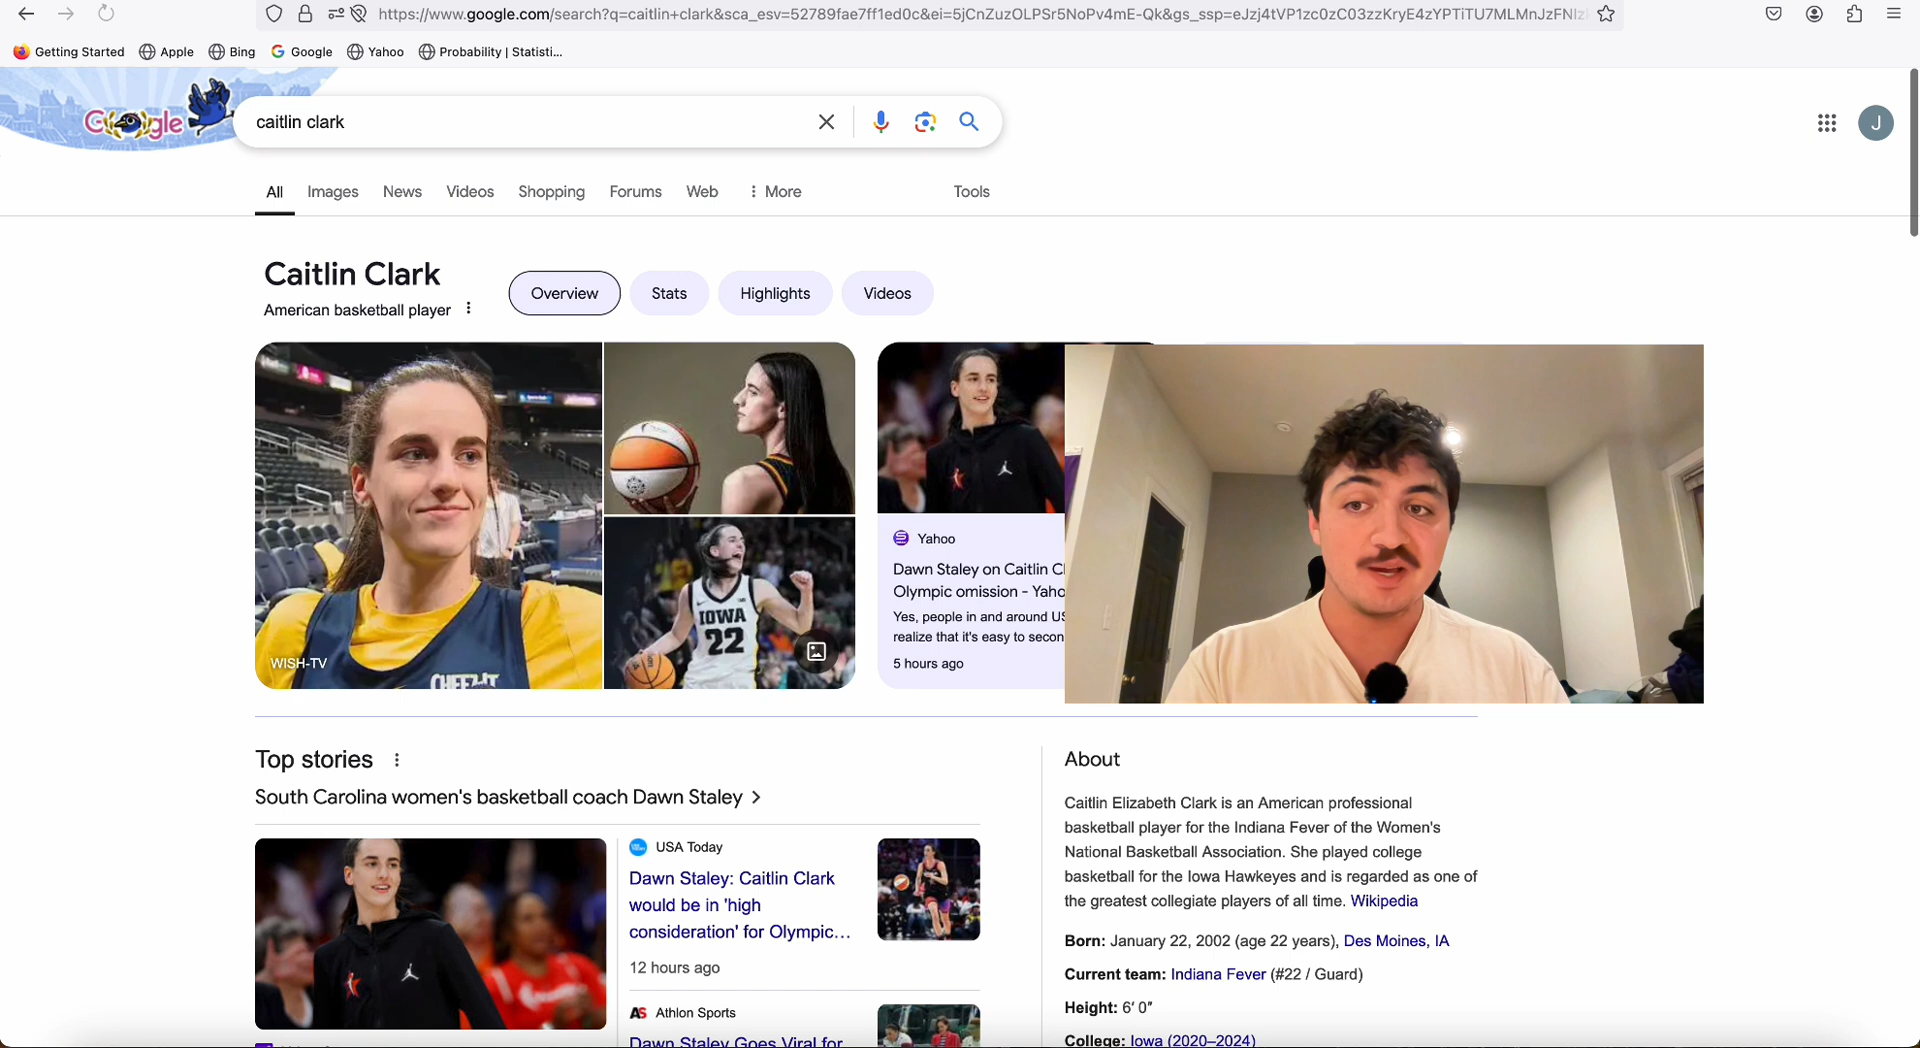 https://www.google.com/search?q=caitlin+clark&sca_esv=52789fae7ff1ed0c&ei=5jCnZuzOLPSr5NoPv4mE-Qk&gs_ssp=eJzj4tVP1zc0zC03zzKryE4zYPTiTU7MLMnJzFNIz
Getting Started Apple Bing Google Yahoo Probability | Statisti...
Google
caitlin clark
J
All Images News Videos Shopping Forums Web More Tools
Caitlin Clark
American basketball player
Overview Stats Highlights Videos
WISH-TV
CHEEZ-IT
IOWA
22
Yahoo
Dawn Staley on Caitlin Cl
Olympic omission - Yaho
Yes, people in and around US
realize that it's easy to secon
5 hours ago
Top stories
South Carolina women's basketball coach Dawn Staley >
USA Today
Dawn Staley: Caitlin Clark
would be in 'high
consideration' for Olympic...
12 hours ago
AS Athlon Sports
Dawn Staley Goes Viral for
About
Caitlin Elizabeth Clark is an American professional
basketball player for the Indiana Fever of the Women's
National Basketball Association. She played college
basketball for the Iowa Hawkeyes and is regarded as one of
the greatest collegiate players of all time. Wikipedia
Born: January 22, 2002 (age 22 years), Des Moines, IA
Current team: Indiana Fever (#22 / Guard)
Height: 6′ 0″
College: Iowa (2020–2024)